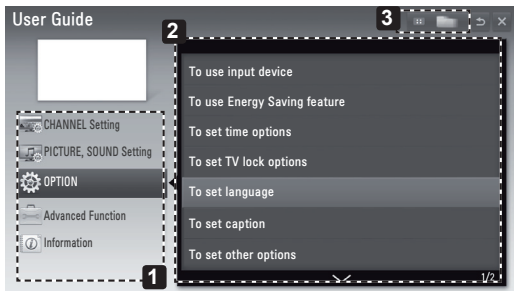 User Guide
3
2
CHANNEL Setting
PICTURE, SOUND Setting
OPTION
Advanced Function
Information
1
To use input device
To use Energy Saving feature
To set time options
To set TV lock options
To set language
To set caption
To set other options
1/2